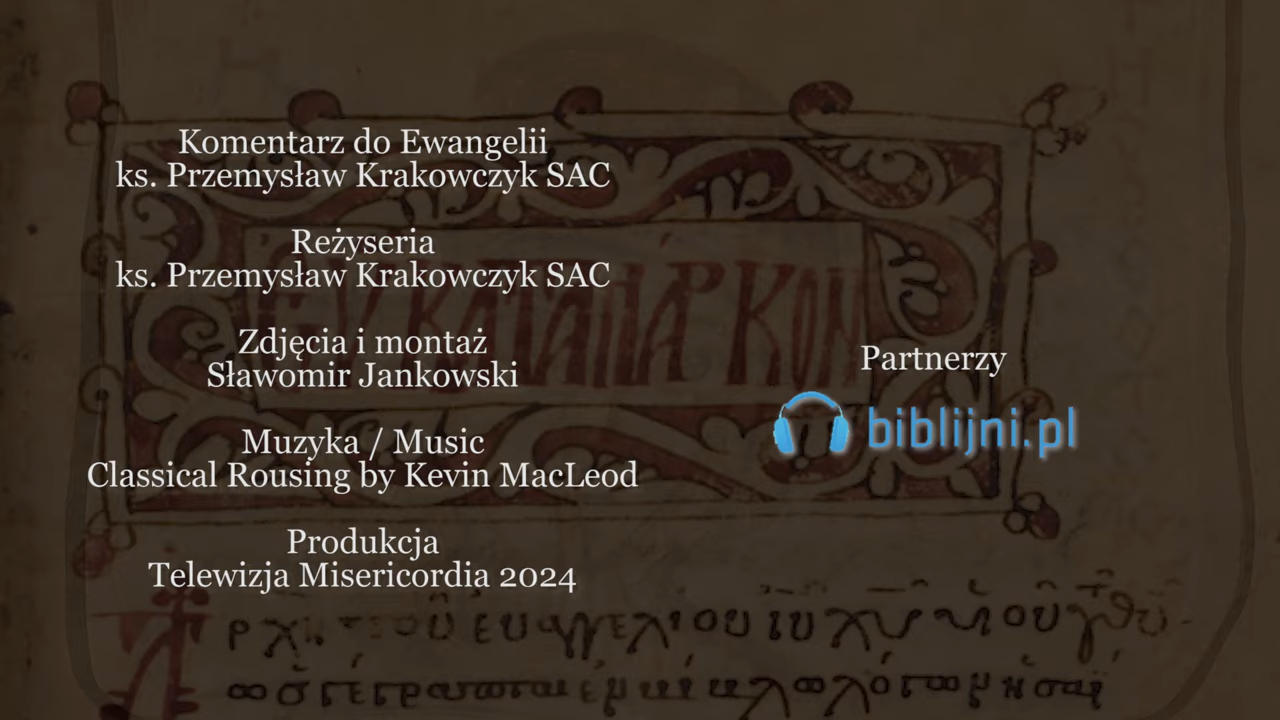 Komentarz do Ewangelii
ks. Przemysław Krakowczyk SAC
Reżyseria
ks. Przemysław Krakowczyk SAC
Zdjęcia i montaż
Sławomir Jankowski
Muzyka / Music
Classical Rousing by Kevin MacLeod
Produkcja
Telewizja Misericordia 2024
Partnerzy
biblijni.pl